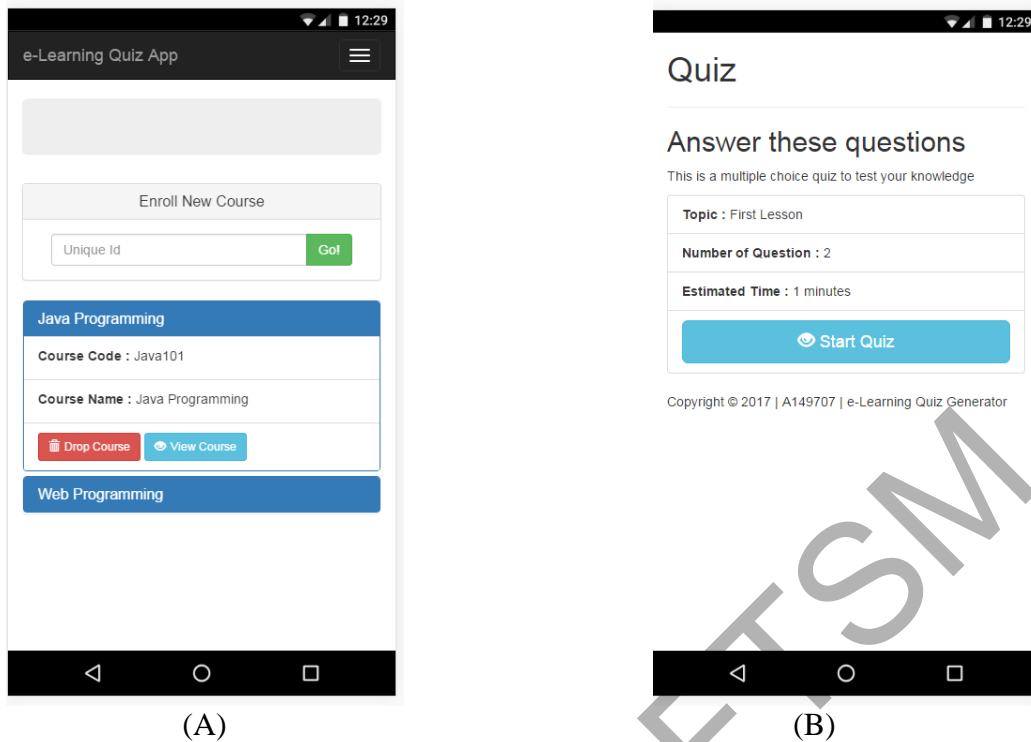 12:29
e-Learning Quiz App
Enroll New Course
Unique Id Go!
Java Programming
Course Code : Java101
Course Name : Java Programming
Drop Course View Course
Web Programming
(A)
12:29
Quiz
Answer these questions
This is a multiple choice quiz to test your knowledge
Topic : First Lesson
Number of Question : 2
Estimated Time : 1 minutes
Start Quiz
Copyright © 2017 | A149707 | e-Learning Quiz Generator
(B)
FTSM